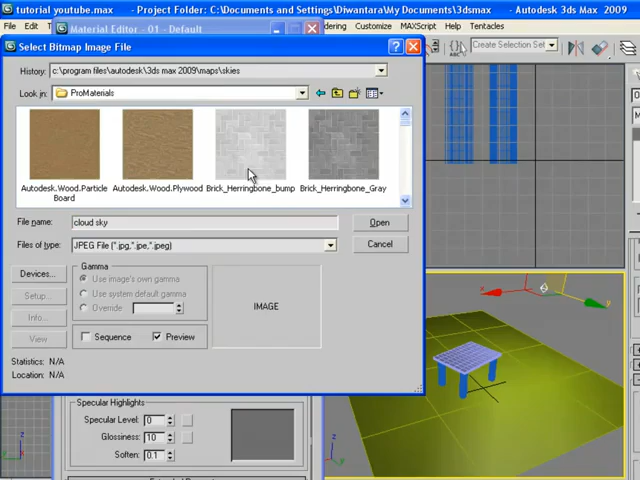 tutorial youtube.max - Project Folder: C:\Documents and Settings\Diwantara\My Documents\3dsmax - Autodesk 3ds Max 2009
File
Edit
Customize
MAXScript
Help
Tentacles
Material Editor - 01 - Default
Create Selection Set
Select Bitmap Image File
History:
c:\program files\autodesk\3ds max 2009\maps\skies
Look in:
ProMaterials
Autodesk.Wood.Particle
Board
Autodesk.Wood.Plywood
Brick_Herringbone_bump
Brick_Herringbone_Gray
File name:
cloud sky
Open
Files of type:
JPEG File (*.jpg,*.jpe,*.jpeg)
Cancel
Devices...
Setup...
Info...
View
Gamma
Use image's own gamma
Use system default gamma
Override
Sequence
Preview
IMAGE
Statistics: N/A
Location: N/A
Specular Highlights
Specular Level: 0
Glossiness: 10
Soften: 0.1
z
y
z